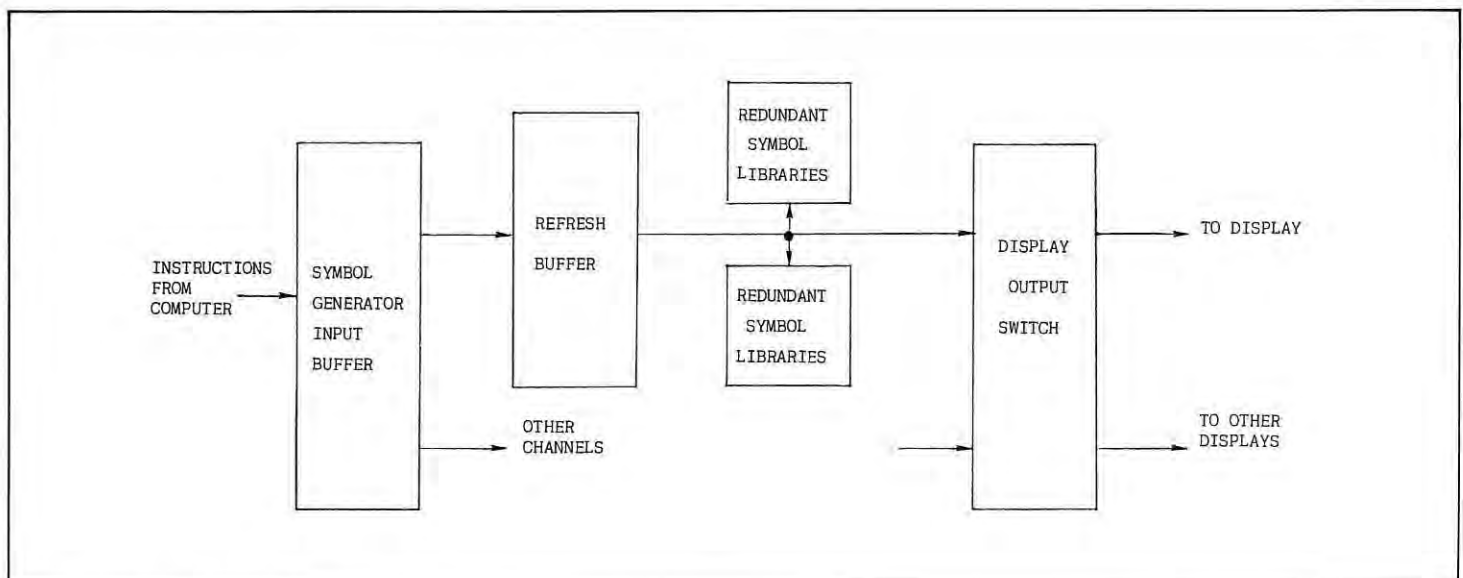 INSTRUCTIONS
FROM
COMPUTER
SYMBOL
GENERATOR
INPUT
BUFFER
REFRESH
BUFFER
OTHER
CHANNELS
REDUNDANT
SYMBOL
LIBRARIES
REDUNDANT
SYMBOL
LIBRARIES
DISPLAY
OUTPUT
SWITCH
TO DISPLAY
TO OTHER
DISPLAYS